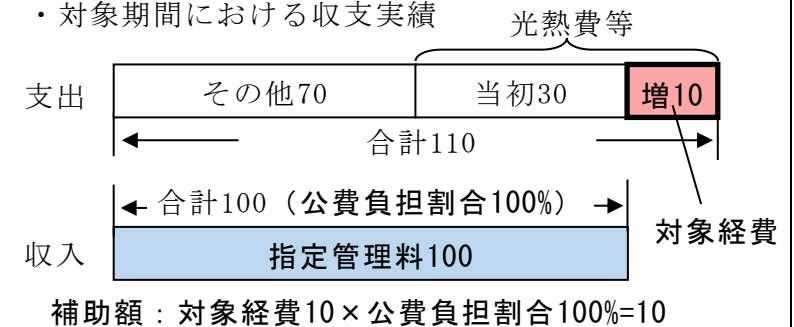 ・対象期間における収支実績
光熱費等
支出
その他70
当初30
増10
合計110
合計100（公費負担割合100%）
対象経費
収入
指定管理料100
補助額：対象経費10×公費負担割合100%=10